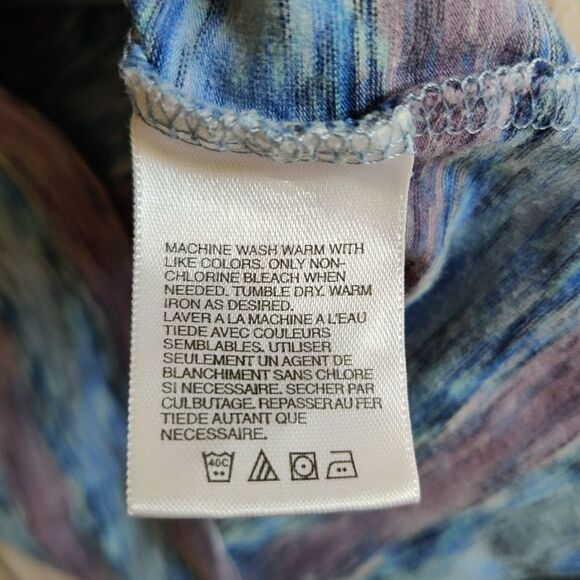 MACHINE WASH WARM WITH
LIKE COLORS. ONLY NON-
CHLORINE BLEACH WHEN
NEEDED. TUMBLE DRY. WARM
IRON AS DESIRED.
LAVER A LA MACHINE A L'EAU
TIEDE AVEC COULEURS
SEMBLABLES. UTILISER
SEULEMENT UN AGENT DE
BLANCHIMENT SANS CHLORE
SI NECESSAIRE. SECHER PAR
CULBUTAGE. REPASSER AU FER
TIEDE AUTANT QUE
NECESSAIRE.
40C